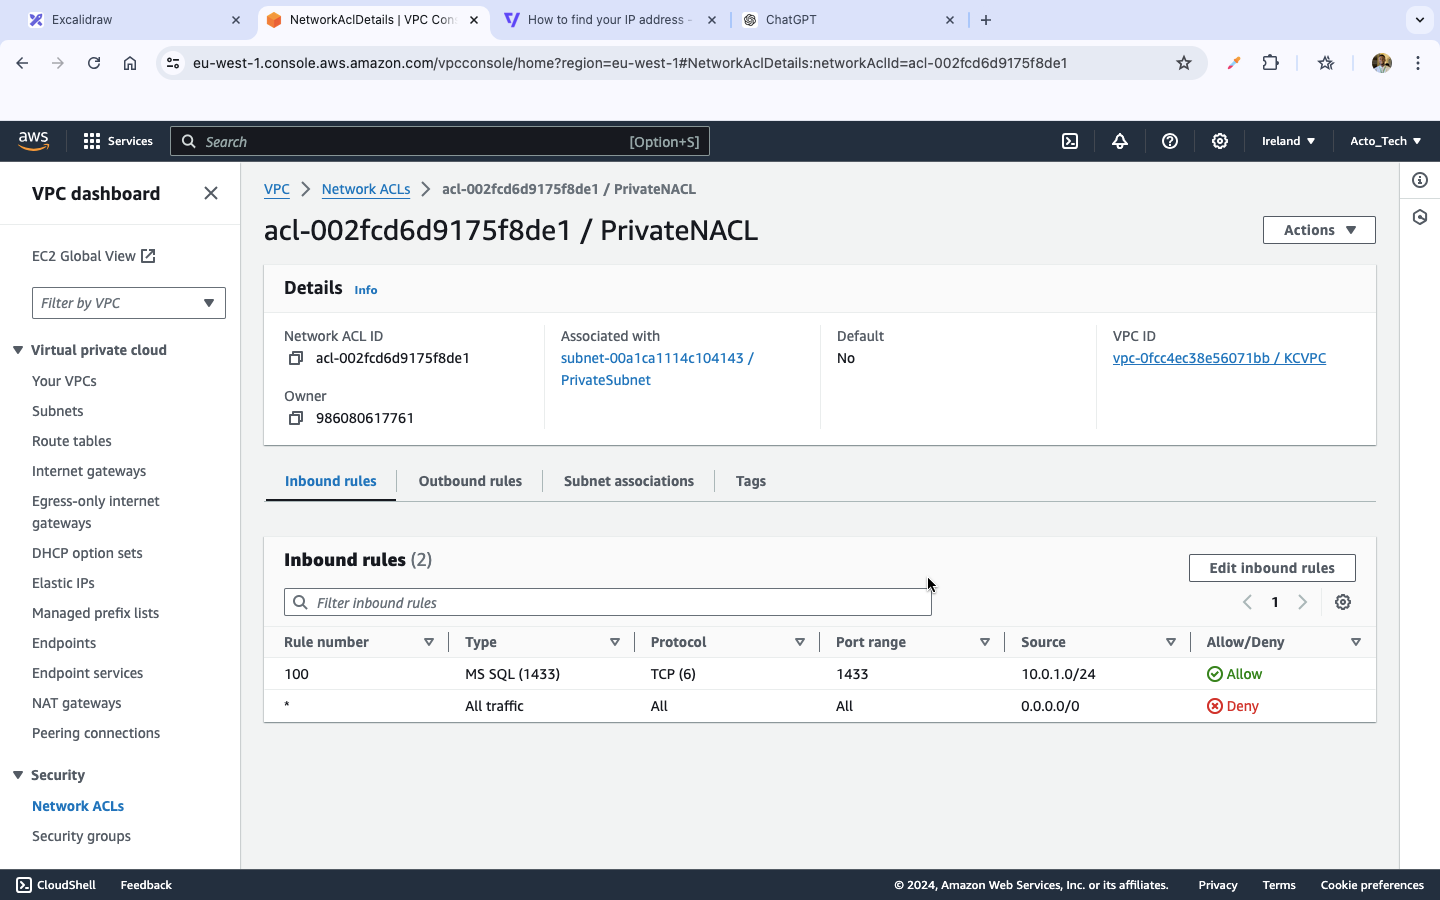 Excalidraw
NetworkAclDetails | VPC Con
How to find your IP address -
ChatGPT
eu-west-1.console.aws.amazon.com/vpcconsole/home?region=eu-west-1#NetworkAclDetails:networkAclId=acl-002fcd6d9175f8de1
aws
Services
Search
[Option+S]
Ireland
Acto_Tech
VPC dashboard
EC2 Global View
Filter by VPC
Virtual private cloud
Your VPCs
Subnets
Route tables
Internet gateways
Egress-only internet
gateways
DHCP option sets
Elastic IPs
Managed prefix lists
Endpoints
Endpoint services
NAT gateways
Peering connections
Security
Network ACLs
Security groups
VPC > Network ACLs > acl-002fcd6d9175f8de1 / PrivateNACL
acl-002fcd6d9175f8de1 / PrivateNACL
Actions
Details Info
Network ACL ID
acl-002fcd6d9175f8de1
Owner
986080617761
Associated with
subnet-00a1ca1114c104143 /
PrivateSubnet
Default
No
VPC ID
vpc-0fcc4ec38e56071bb / KCVPC
Inbound rules Outbound rules Subnet associations Tags
Inbound rules (2)
Edit inbound rules
Filter inbound rules
1
Rule number Type Protocol Port range Source Allow/Deny
100 MS SQL (1433) TCP (6) 1433 10.0.1.0/24 Allow
* All traffic All All 0.0.0.0/0 Deny
CloudShell Feedback © 2024, Amazon Web Services, Inc. or its affiliates. Privacy Terms Cookie preferences